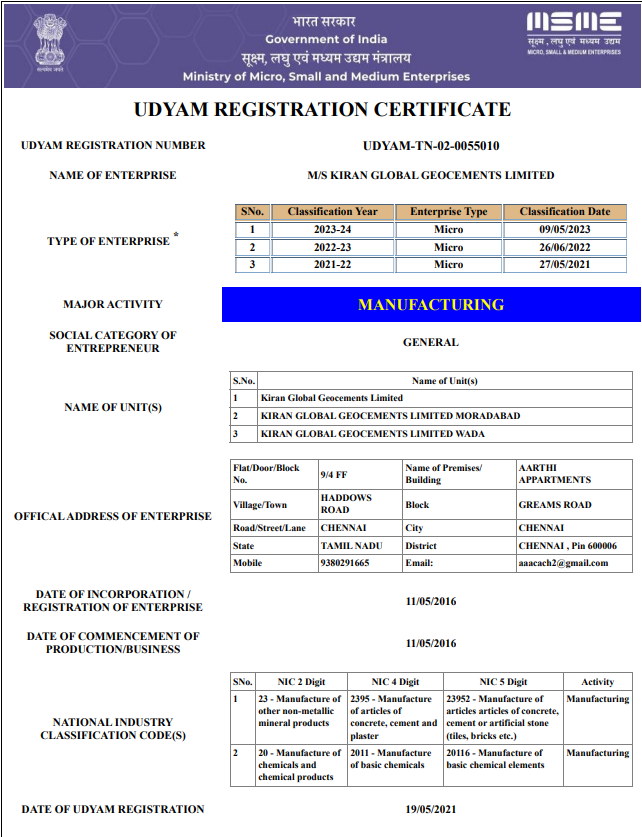 भारत सरकार
Government of India
सूक्ष्म, लघु एवं मध्यम उद्यम मंत्रालय
Ministry of Micro, Small and Medium Enterprises
सत्यमेव जयते
MSME
सूक्ष्म, लघु एवं मध्यम उद्यम
MICRO, SMALL & MEDIUM ENTERPRISES
UDYAM REGISTRATION CERTIFICATE
UDYAM REGISTRATION NUMBER UDYAM-TN-02-0055010
NAME OF ENTERPRISE M/S KIRAN GLOBAL GEOCEMENTS LIMITED
TYPE OF ENTERPRISE *
SNo. Classification Year Enterprise Type Classification Date
1 2023-24 Micro 09/05/2023
2 2022-23 Micro 26/06/2022
3 2021-22 Micro 27/05/2021
MAJOR ACTIVITY MANUFACTURING
SOCIAL CATEGORY OF
ENTREPRENEUR
GENERAL
NAME OF UNIT(S)
S.No. Name of Unit(s)
1 Kiran Global Geocements Limited
2 KIRAN GLOBAL GEOCEMENTS LIMITED MORADABAD
3 KIRAN GLOBAL GEOCEMENTS LIMITED WADA
OFFICAL ADDRESS OF ENTERPRISE
Flat/Door/Block
No.
9/4 FF
Name of Premises/
Building
AARTHI
APPARTMENTS
Village/Town
HADDOWS
ROAD
Block
GREAMS ROAD
Road/Street/Lane CHENNAI City CHENNAI
State TAMIL NADU District CHENNAI , Pin 600006
Mobile 9380291665 Email: aaacach2@gmail.com
DATE OF INCORPORATION /
REGISTRATION OF ENTERPRISE
11/05/2016
DATE OF COMMENCEMENT OF
PRODUCTION/BUSINESS
11/05/2016
NATIONAL INDUSTRY
CLASSIFICATION CODE(S)
SNo. NIC 2 Digit NIC 4 Digit NIC 5 Digit Activity
1
23 - Manufacture of
other non-metallic
mineral products
2395 - Manufacture
of articles of
concrete, cement and
plaster
23952 - Manufacture of
articles articles of concrete,
cement or artificial stone
(tiles, bricks etc.)
Manufacturing
2
20 - Manufacture of
chemicals and
chemical products
2011 - Manufacture
of basic chemicals
20116 - Manufacture of
basic chemical elements
Manufacturing
DATE OF UDYAM REGISTRATION 19/05/2021